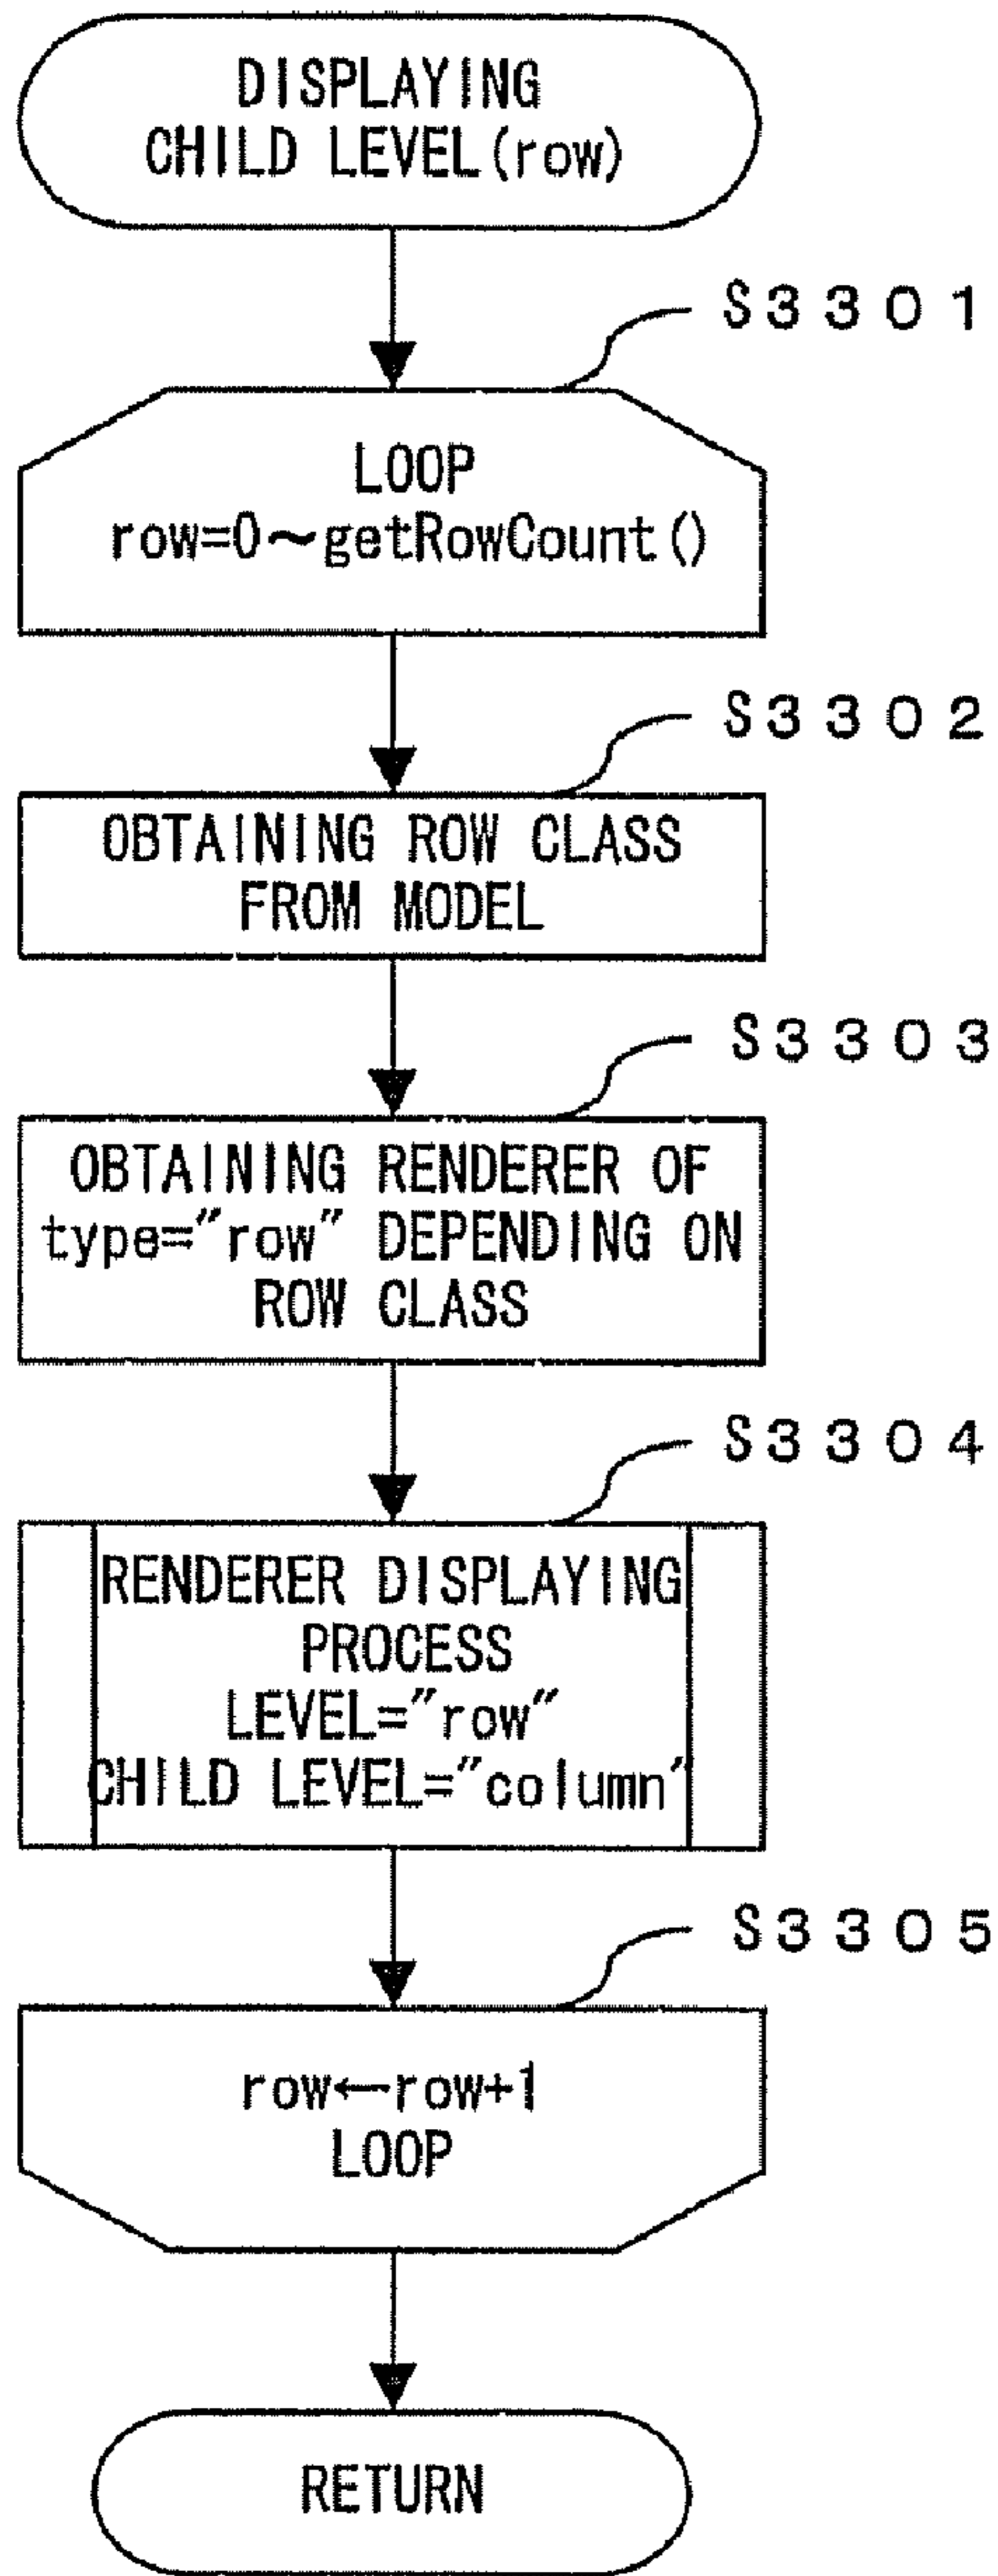 DISPLAYING
CHILD LEVEL(row)
S3301
LOOP
row=0～getRowCount()
S3302
OBTAINING ROW CLASS
FROM MODEL
S3303
OBTAINING RENDERER OF
type="row" DEPENDING ON
ROW CLASS
S3304
RENDERER DISPLAYING
PROCESS
LEVEL="row"
CHILD LEVEL="column"
S3305
row←row+1
LOOP
RETURN